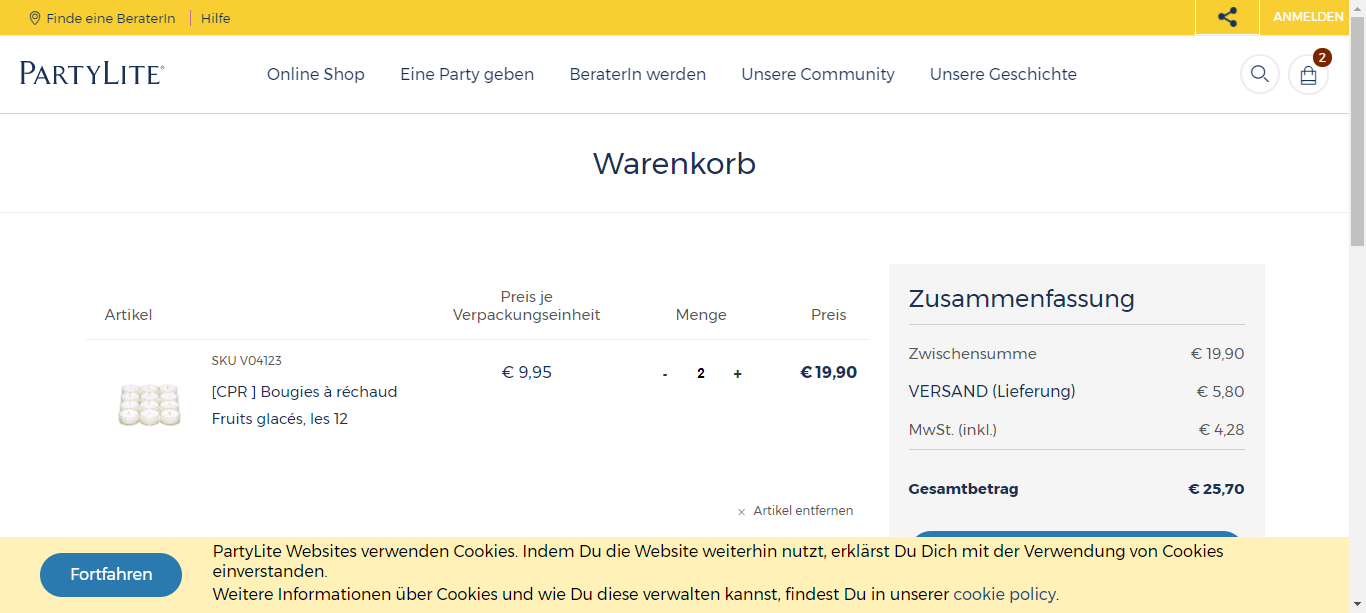 Finde eine BeraterIn Hilfe ANMELDEN
PARTYLITE® Online Shop Eine Party geben BeraterIn werden Unsere Community Unsere Geschichte 2
Warenkorb
Artikel Preis je Verpackungseinheit Menge Preis
SKU V04123
[CPR ] Bougies à réchaud
Fruits glacés, les 12
€ 9,95 - 2 + € 19,90
× Artikel entfernen
Zusammenfassung
Zwischensumme € 19,90
VERSAND (Lieferung) € 5,80
MwSt. (inkl.) € 4,28
Gesamtbetrag € 25,70
Fortfahren
PartyLite Websites verwenden Cookies. Indem Du die Website weiterhin nutzt, erklärst Du Dich mit der Verwendung von Cookies
einverstanden.
Weitere Informationen über Cookies und wie Du diese verwalten kannst, findest Du in unserer cookie policy.